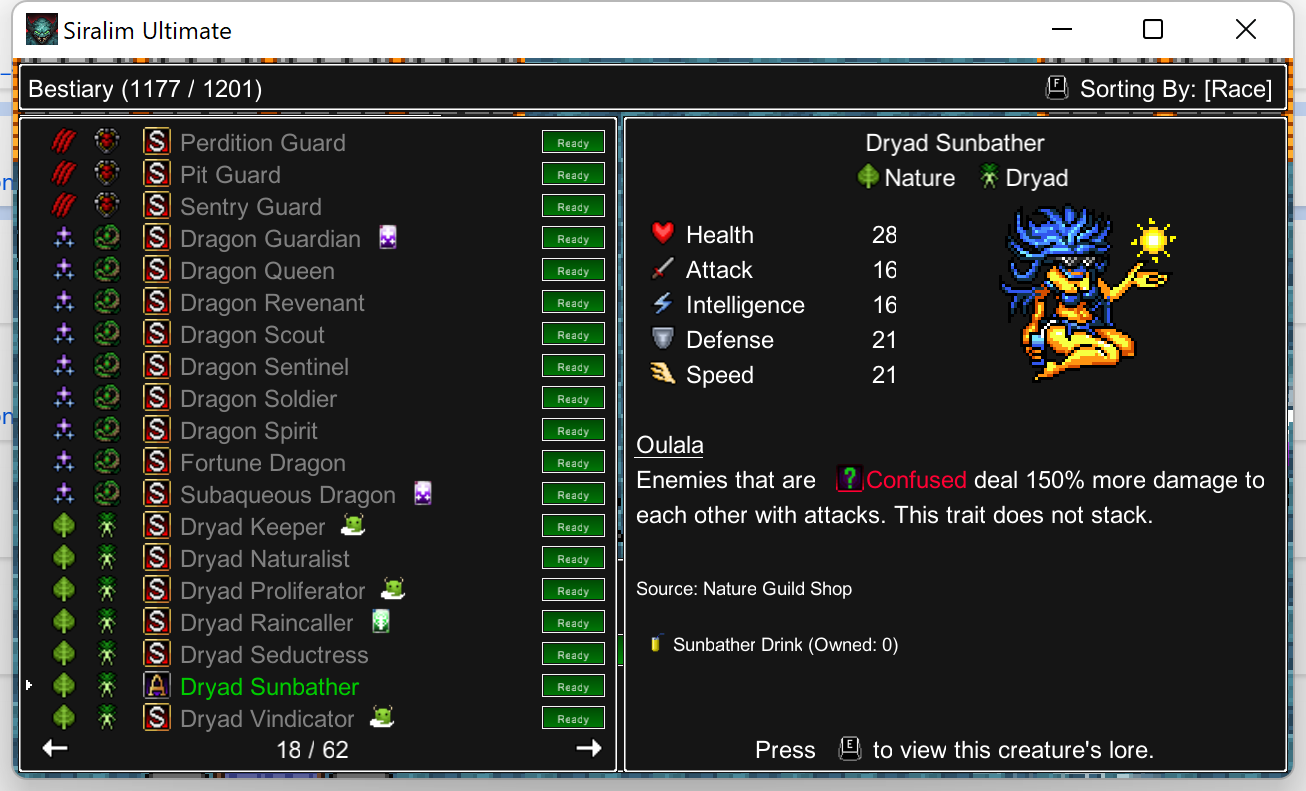 Siralim Ultimate
Bestiary (1177 / 1201)
F Sorting By: [Race]
S Perdition Guard Ready
S Pit Guard Ready
S Sentry Guard Ready
S Dragon Guardian Ready
S Dragon Queen Ready
S Dragon Revenant Ready
S Dragon Scout Ready
S Dragon Sentinel Ready
S Dragon Soldier Ready
S Dragon Spirit Ready
S Fortune Dragon Ready
S Subaqueous Dragon Ready
S Dryad Keeper Ready
S Dryad Naturalist Ready
S Dryad Proliferator Ready
S Dryad Raincaller Ready
S Dryad Seductress Ready
A Dryad Sunbather Ready
S Dryad Vindicator Ready
18 / 62
Dryad Sunbather
Nature Dryad
Health 28
Attack 16
Intelligence 16
Defense 21
Speed 21
Oulala
Enemies that are ? Confused deal 150% more damage to
each other with attacks. This trait does not stack.
Source: Nature Guild Shop
Sunbather Drink (Owned: 0)
Press E to view this creature's lore.